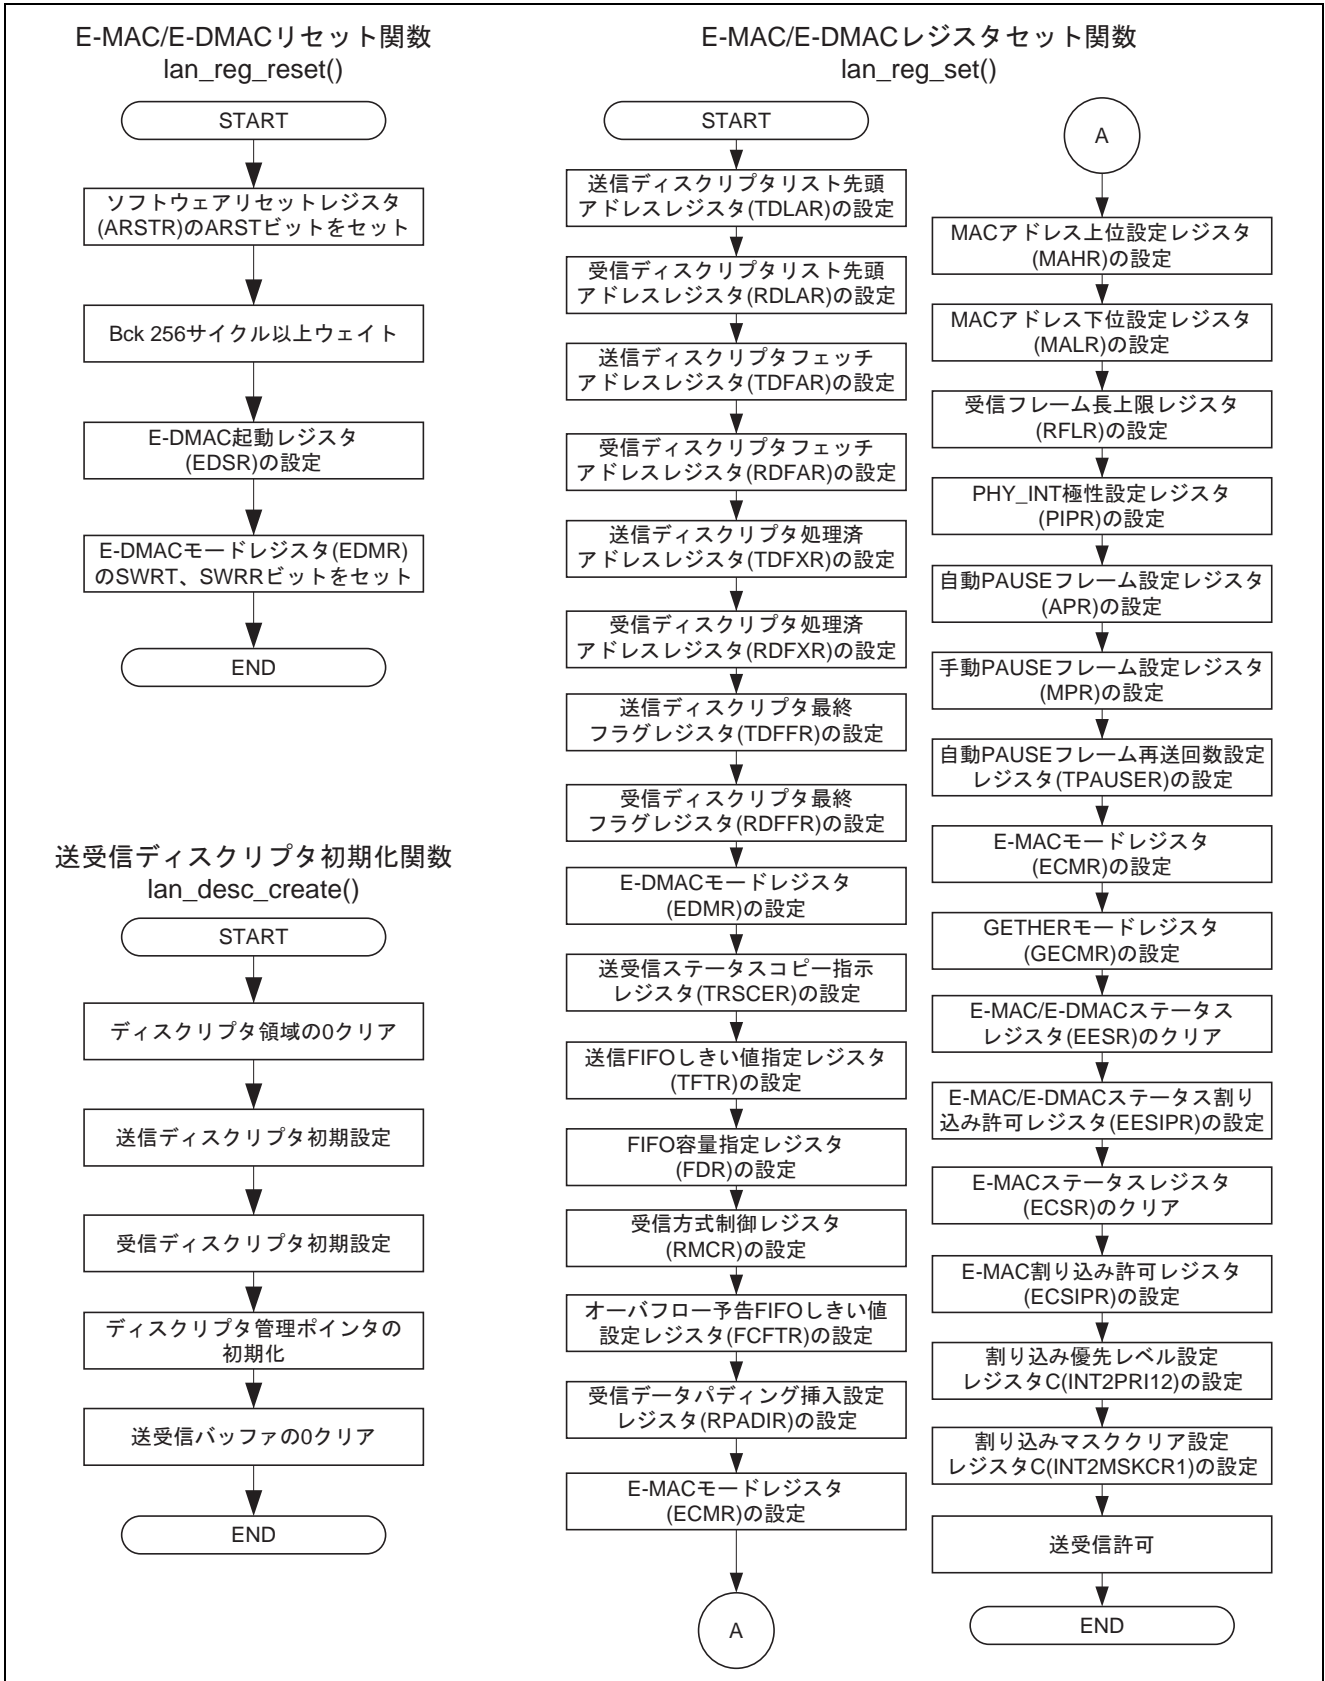 E-MAC/E-DMACリセット関数
lan_reg_reset()
START
ソフトウェアリセットレジスタ
(ARSTR)のARSTビットをセット
Bck 256サイクル以上ウェイト
E-DMAC起動レジスタ
(EDSR)の設定
E-DMACモードレジスタ(EDMR)
のSWRT、SWRRビットをセット
END
送受信ディスクリプタ初期化関数
lan_desc_create()
START
ディスクリプタ領域の0クリア
送信ディスクリプタ初期設定
受信ディスクリプタ初期設定
ディスクリプタ管理ポインタの
初期化
送受信バッファの0クリア
END
E-MAC/E-DMACレジスタセット関数
lan_reg_set()
START
送信ディスクリプタリスト先頭
アドレスレジスタ(TDLAR)の設定
受信ディスクリプタリスト先頭
アドレスレジスタ(RDLAR)の設定
送信ディスクリプタフェッチ
アドレスレジスタ(TDFAR)の設定
受信ディスクリプタフェッチ
アドレスレジスタ(RDFAR)の設定
送信ディスクリプタ処理済
アドレスレジスタ(TDFXR)の設定
受信ディスクリプタ処理済
アドレスレジスタ(RDFXR)の設定
送信ディスクリプタ最終
フラグレジスタ(TDFFR)の設定
受信ディスクリプタ最終
フラグレジスタ(RDFFR)の設定
E-DMACモードレジスタ
(EDMR)の設定
送受信ステータスコピー指示
レジスタ(TRSCER)の設定
送信FIFOしきい値指定レジスタ
(TFTR)の設定
FIFO容量指定レジスタ
(FDR)の設定
受信方式制御レジスタ
(RMCR)の設定
オーバフロー予告FIFOしきい値
設定レジスタ(FCFTR)の設定
受信データパディング挿入設定
レジスタ(RPADIR)の設定
E-MACモードレジスタ
(ECMR)の設定
A
A
MACアドレス上位設定レジスタ
(MAHR)の設定
MACアドレス下位設定レジスタ
(MALR)の設定
受信フレーム長上限レジスタ
(RFLR)の設定
PHY_INT極性設定レジスタ
(PIPR)の設定
自動PAUSEフレーム設定レジスタ
(APR)の設定
手動PAUSEフレーム設定レジスタ
(MPR)の設定
自動PAUSEフレーム再送回数設定
レジスタ(TPAUSER)の設定
E-MACモードレジスタ
(ECMR)の設定
GETHERモードレジスタ
(GECMR)の設定
E-MAC/E-DMACステータス
レジスタ(EESR)のクリア
E-MAC/E-DMACステータス割り
込み許可レジスタ(EESIPR)の設定
E-MACステータスレジスタ
(ECSR)のクリア
E-MAC割り込み許可レジスタ
(ECSIPR)の設定
割り込み優先レベル設定
レジスタC(INT2PRI12)の設定
割り込みマスククリア設定
レジスタC(INT2MSKCR1)の設定
送受信許可
END